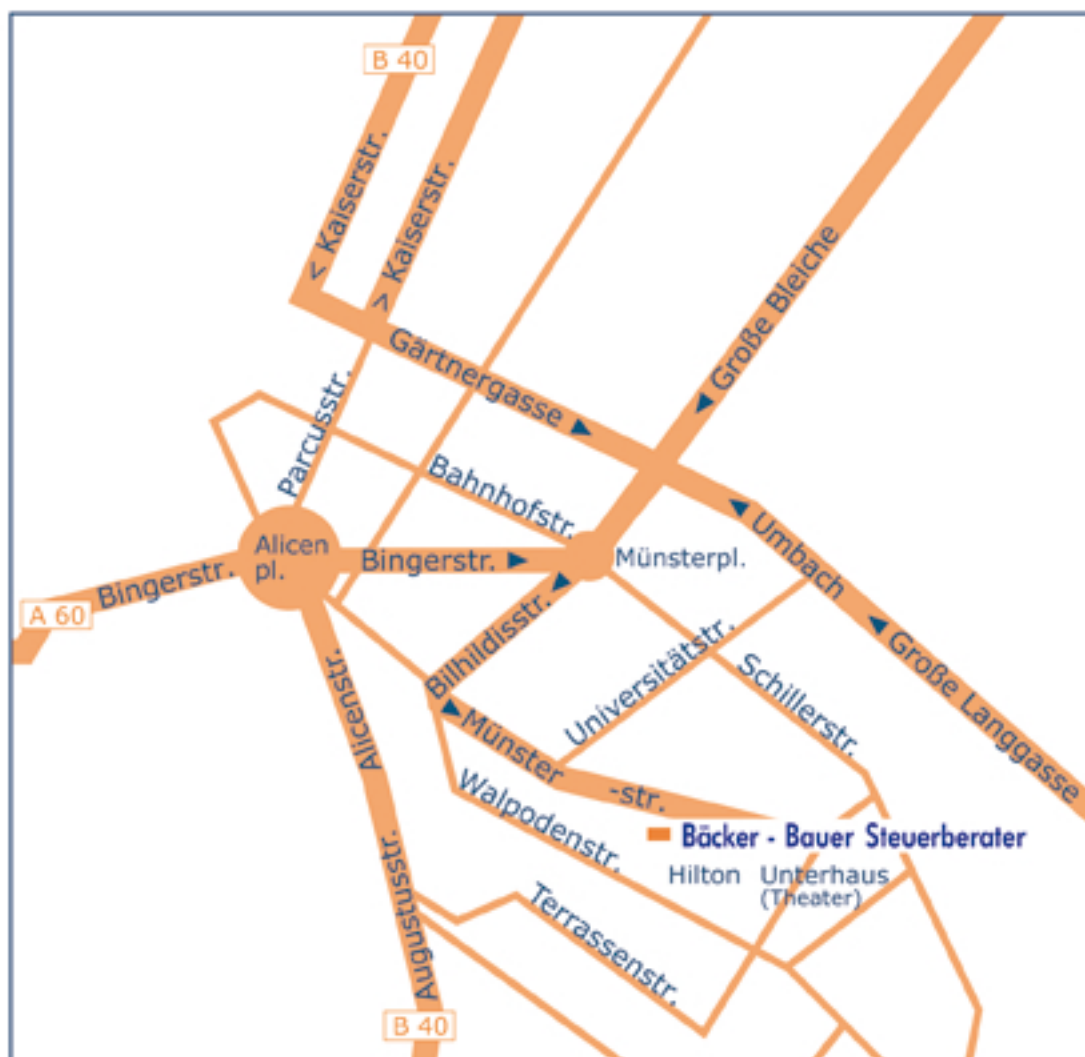 B 40
< Kaiserstr.
> Kaiserstr.
Große Bleiche
Gärtnergasse
Parcusstr.
Bahnhofstr.
Alicen
pl.
Bingerstr.
Bingerstr.
Münsterpl.
Umbach
A 60
Bilhildisstr.
Universitätstr.
Schillerstr.
Große Langgasse
Alicenstr.
Münster
-str.
Walpodenstr.
Bäcker - Bauer Steuerberater
Hilton Unterhaus
(Theater)
Augustusstr.
Terrassenstr.
B 40